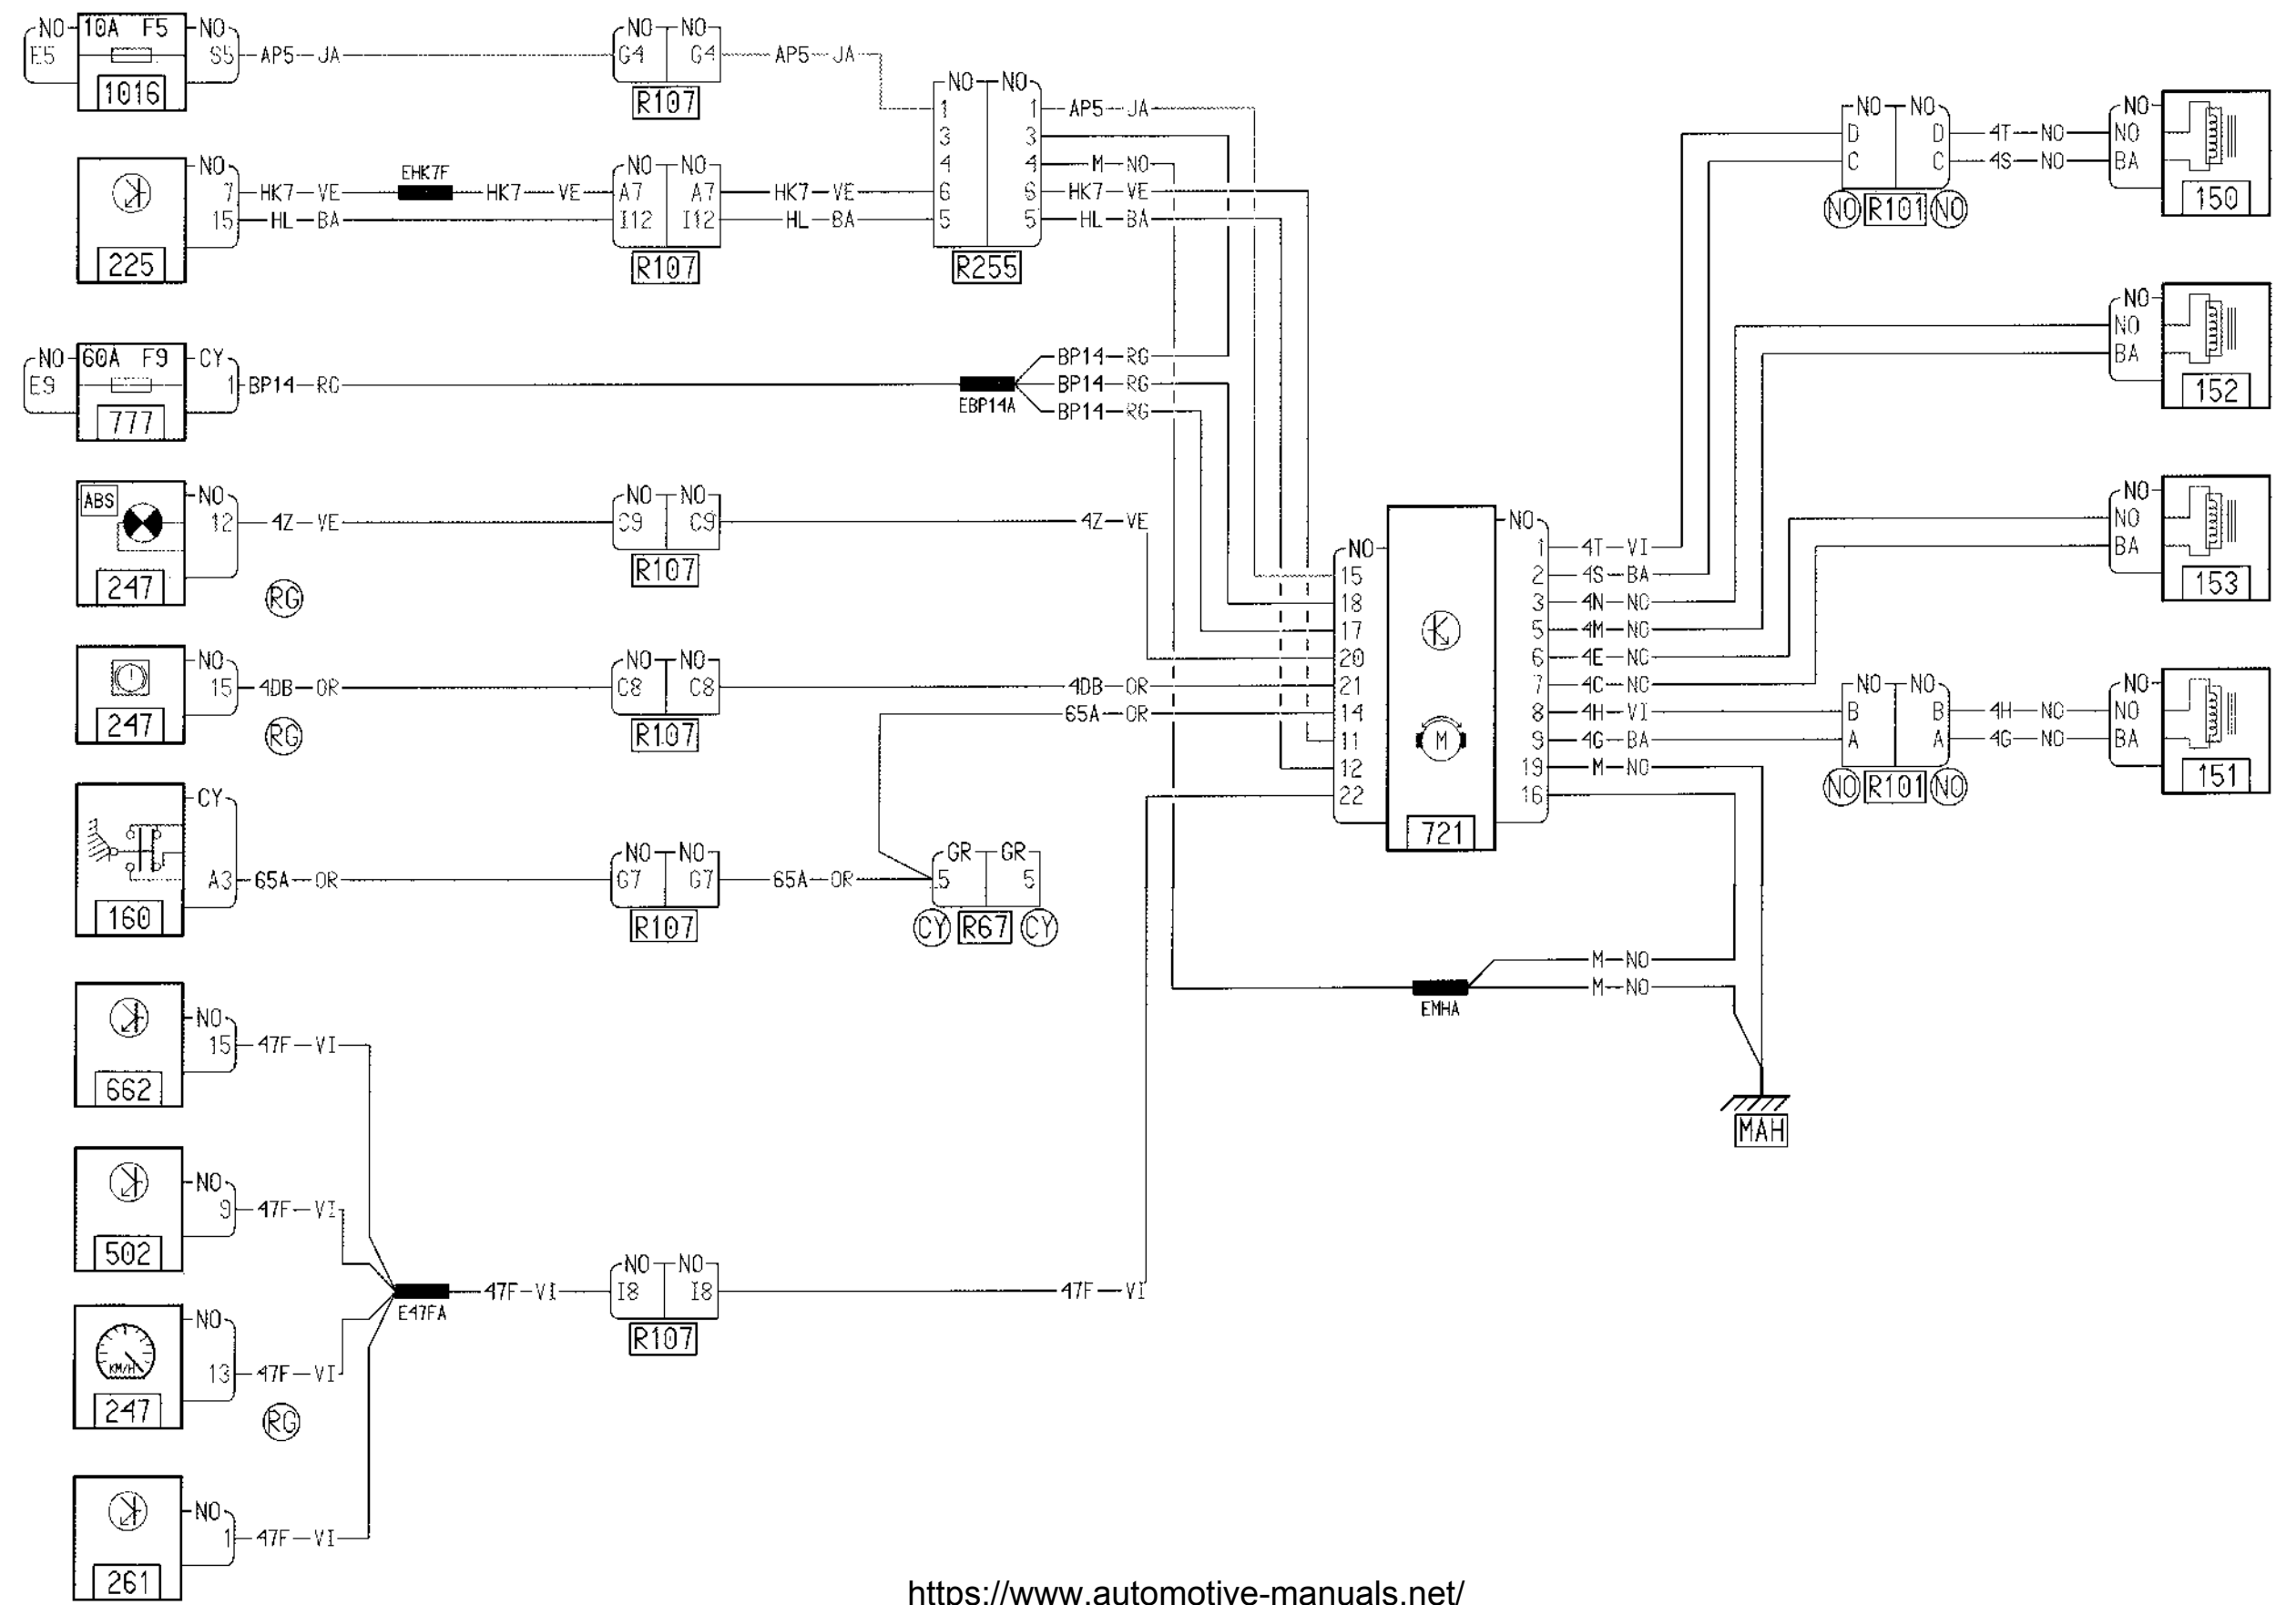 NO 10A F5 NO
E5 S5 AP5 JA
1016
NO NO
G4 G4 AP5 JA
R107
NO NO
1 1 AP5 JA
3 3
4 4 M NO
6 6 HK7 VE
5 5 HL BA
R255
NO
7 HK7 VE EHK7F HK7 VE
15 HL BA
225
NO NO
A7 A7 HK7 VE
I12 I12 HL BA
R107
NO 60A F9 CY
E9 1 BP14 RG
777
EBP14A
BP14 RG
BP14 RG
BP14 RG
ABS NO
12 4Z VE
247
RG
NO NO
C9 C9 4Z VE
R107
NO
15 4DB OR
247
RG
NO NO
C8 C8 4DB OR
R107
65A OR
CY
A3 65A OR
160
NO NO
G7 G7 65A OR
R107
GR GR
5 5
CY R67 CY
NO
15 47F VI
662
NO
9 47F VI
502
E47FA 47F VI
NO NO
I8 I8 47F VI
R107
NO
KM/H
13 47F VI
247
RG
NO
1 47F VI
261
NO
15
18
17
20
21
14
11
12
22
M
721
NO
1 4T VI
2 4S BA
3 4N NO
5 4M NO
6 4E NO
7 4C NO
8 4H VI
9 4G BA
19 M NO
16
EMHA
M NO
M NO
MAH
NO NO
D D 4T NO
C C 4S NO
NO R101 NO
NO
NO
BA
150
NO
NO
BA
152
NO
NO
BA
153
NO NO
B B 4H NO
A A 4G NO
NO R101 NO
NO
NO
BA
151
https://www.automotive-manuals.net/